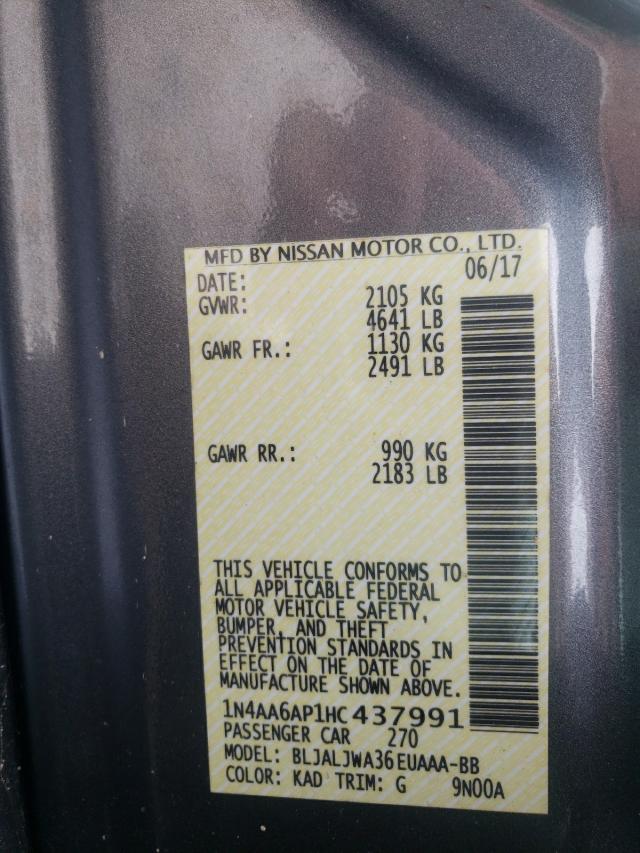 MFD BY NISSAN MOTOR CO., LTD.
DATE: 06/17
GVWR: 2105 KG
4641 LB
GAWR FR.: 1130 KG
2491 LB
GAWR RR.: 990 KG
2183 LB
THIS VEHICLE CONFORMS TO
ALL APPLICABLE FEDERAL
MOTOR VEHICLE SAFETY,
BUMPER, AND THEFT
PREVENTION STANDARDS IN
EFFECT ON THE DATE OF
MANUFACTURE SHOWN ABOVE.
1N4AA6AP1HC437991
PASSENGER CAR 270
MODEL: BLJALJWA36EUAAA-BB
COLOR: KAD TRIM: G 9N00A